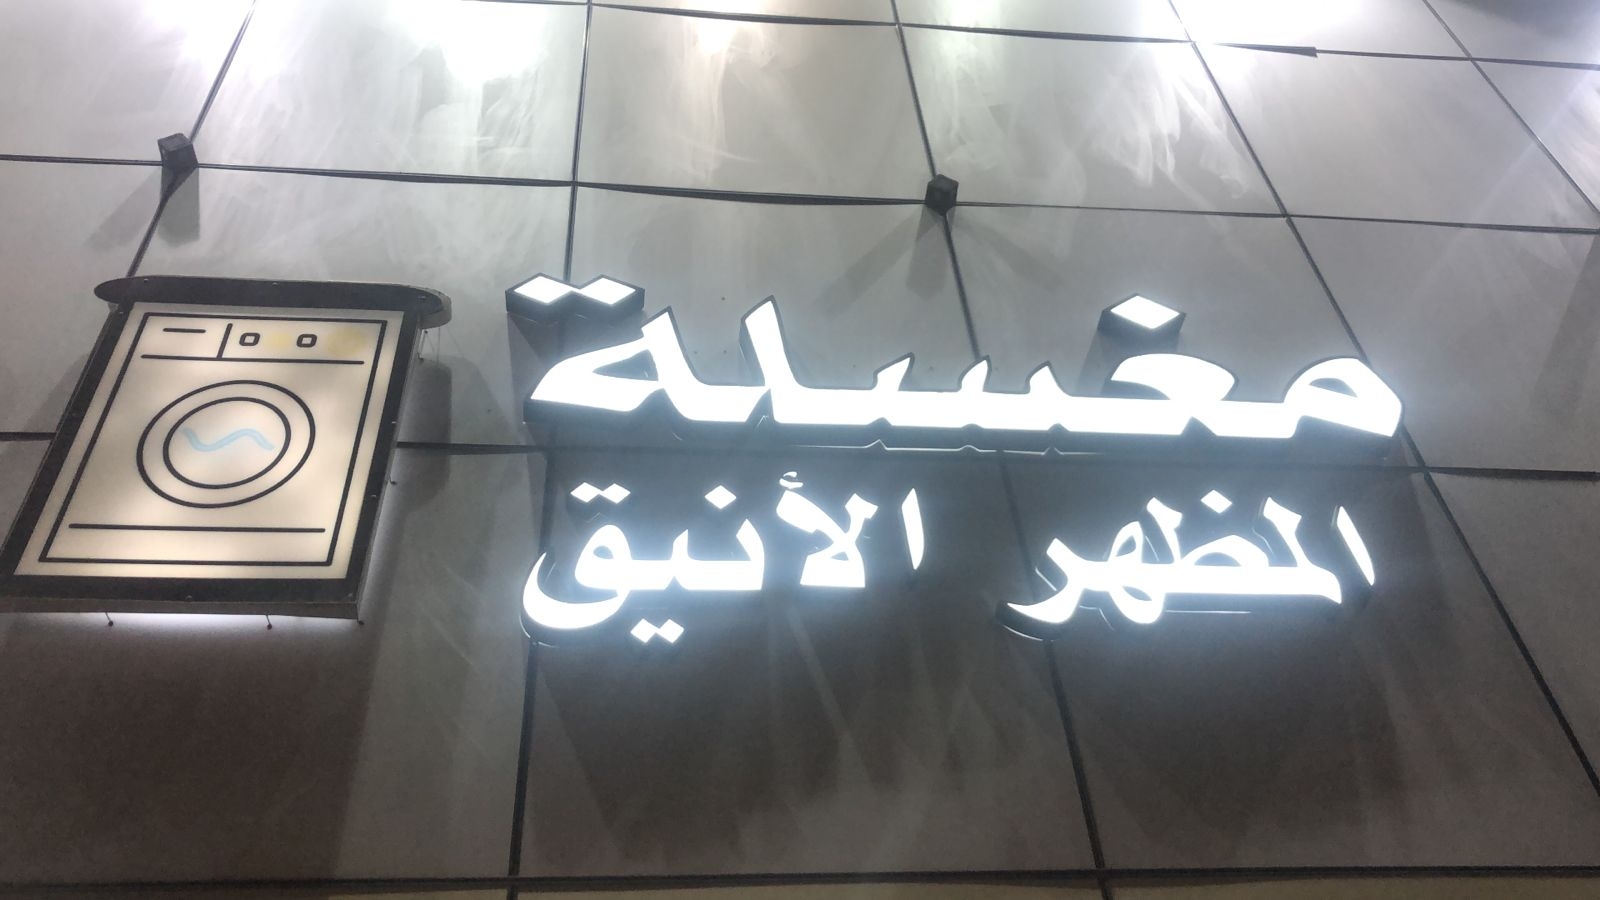 مغسلة
المظهر الأنيق